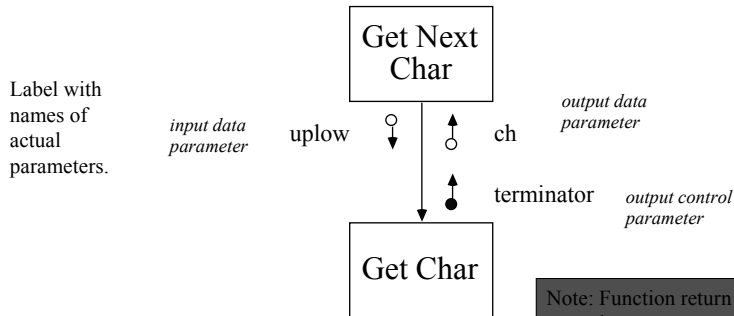 Get Next
Char
Label with
names of
actual
parameters.
input data
parameter
uplow
ch
output data
parameter
terminator
output control
parameter
Get Char
Note: Function return